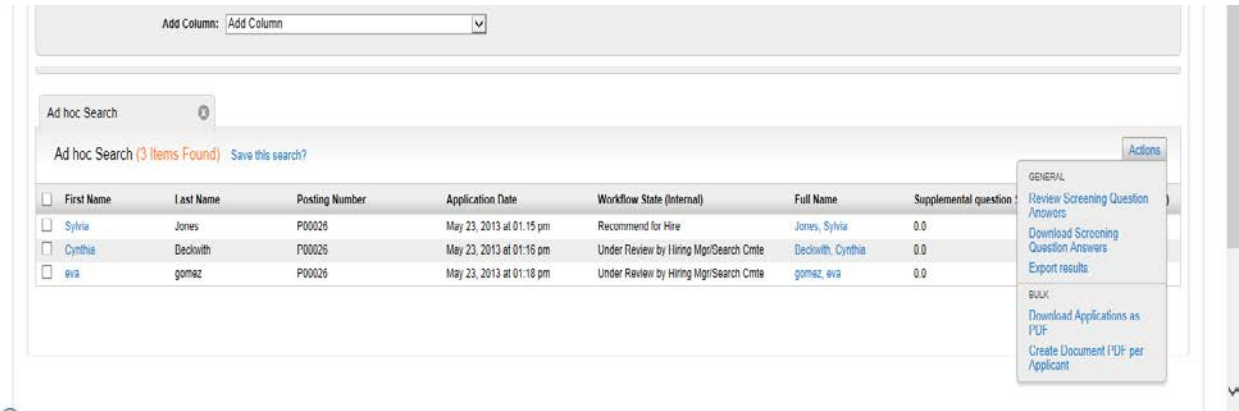 Add Column: Add Column
Ad hoc Search
Ad hoc Search (3 Items Found) Save this search?
Actions
First Name Last Name Posting Number Application Date Workflow State (Internal) Full Name Supplemental question )
Sylvia Jones P00026 May 23, 2013 at 01:15 pm Recommend for Hire Jones, Sylvia 0.0
Cynthia Beckwith P00026 May 23, 2013 at 01:16 pm Under Review by Hiring Mgr/Search Cmte Beckwith, Cynthia 0.0
eva gomez P00026 May 23, 2013 at 01:18 pm Under Review by Hiring Mgr/Search Cmte gomez, eva 0.0
GENERAL
Review Screening Question
Answers
Download Screening
Question Answers
Export results
BULK
Download Applications as
PDF
Create Document PDF per
Applicant